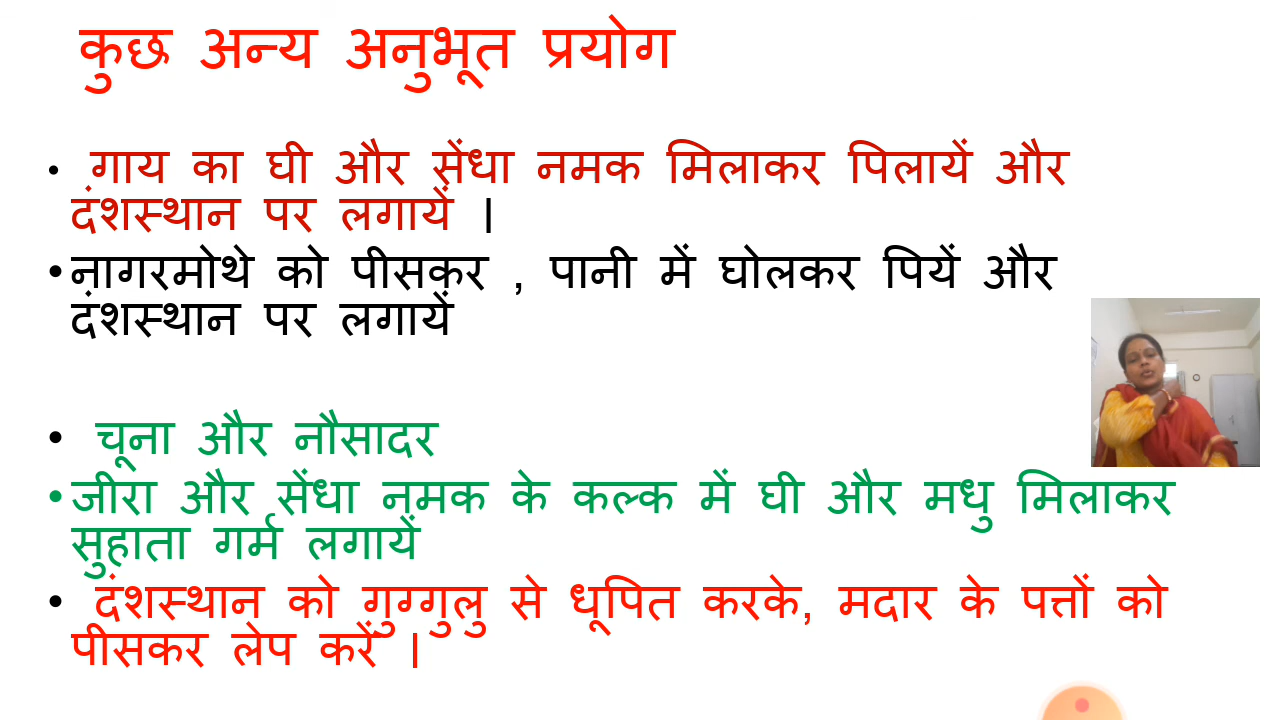 कुछ अन्य अनुभूत प्रयोग
• गाय का घी और सेंधा नमक मिलाकर पिलायें और
दंशस्थान पर लगायें ।
• नागरमोथे को पीसकर , पानी में घोलकर पियें और
दंशस्थान पर लगायें
• चूना और नौसादर
• जीरा और सेंधा नमक के कल्क में घी और मधु मिलाकर
सुहाता गर्म लगायें
• दंशस्थान को गुग्गुलु से धूपित करके, मदार के पत्तों को
पीसकर लेप करें ।